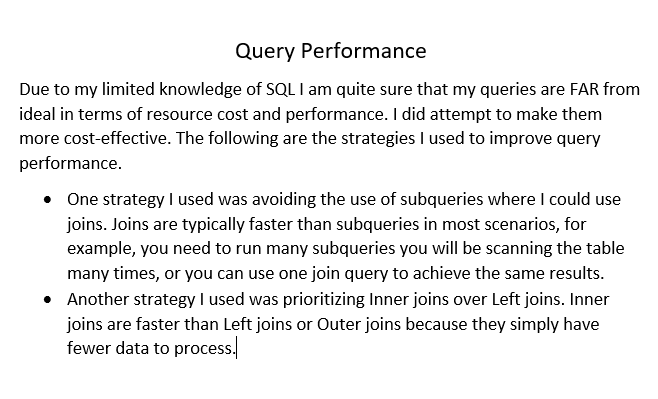 Query Performance
Due to my limited knowledge of SQL I am quite sure that my queries are FAR from
ideal in terms of resource cost and performance. I did attempt to make them
more cost-effective. The following are the strategies I used to improve query
performance.
• One strategy I used was avoiding the use of subqueries where I could use
joins. Joins are typically faster than subqueries in most scenarios, for
example, you need to run many subqueries you will be scanning the table
many times, or you can use one join query to achieve the same results.
• Another strategy I used was prioritizing Inner joins over Left joins. Inner
joins are faster than Left joins or Outer joins because they simply have
fewer data to process.